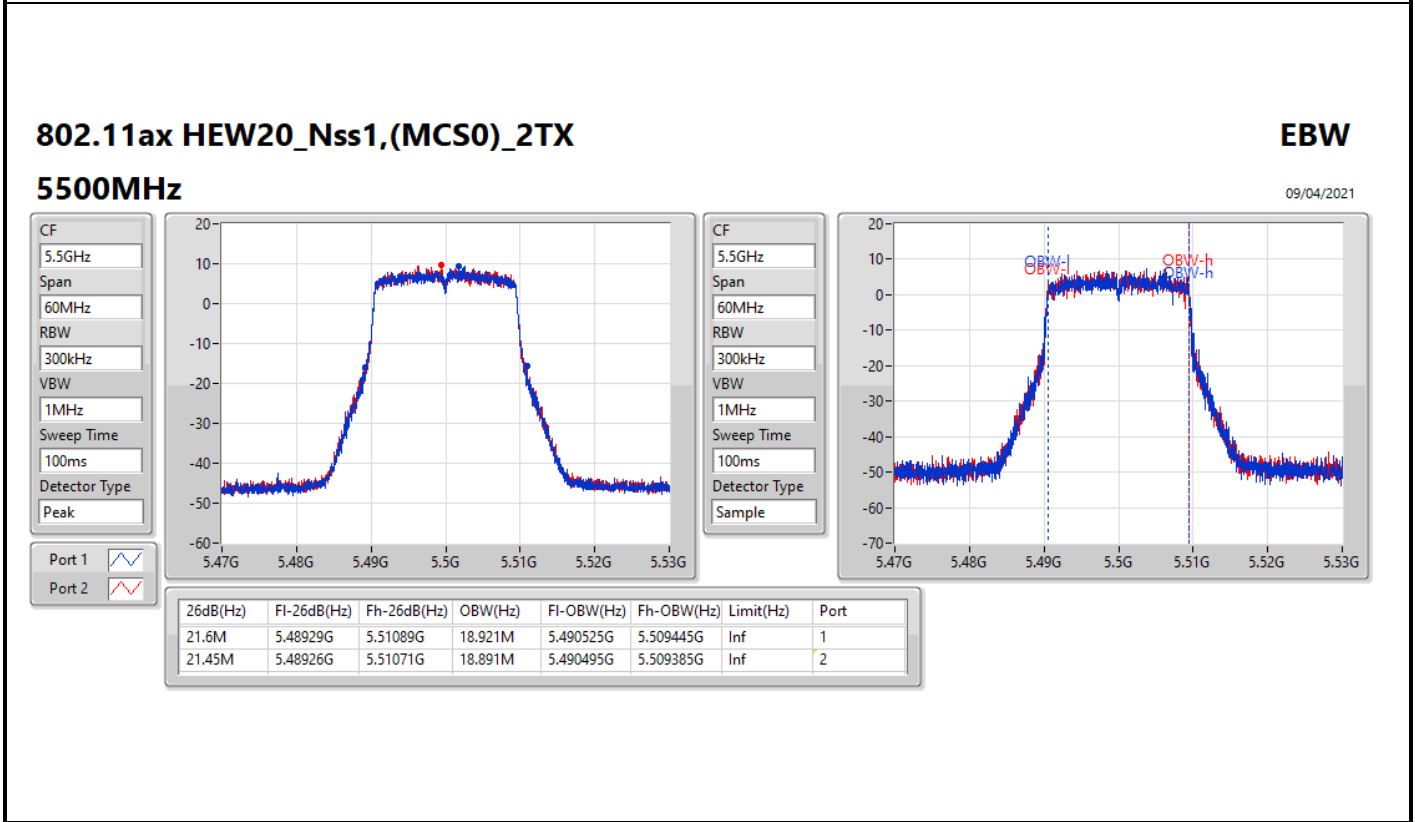 802.11ax HEW20_Nss1,(MCS0)_2TX
EBW
5500MHz
09/04/2021
CF
5.5GHz
Span
60MHz
RBW
300kHz
VBW
1MHz
Sweep Time
100ms
Detector Type
Peak
Port 1
Port 2
20
10
0
-10
-20
-30
-40
-50
-60
5.47G 5.48G 5.49G 5.5G 5.51G 5.52G 5.53G
CF
5.5GHz
Span
60MHz
RBW
300kHz
VBW
1MHz
Sweep Time
100ms
Detector Type
Sample
20
10
0
-10
-20
-30
-40
-50
-60
-70
OBW-l
OBW-l
OBW-h
OBW-h
5.47G 5.48G 5.49G 5.5G 5.51G 5.52G 5.53G
26dB(Hz) Fl-26dB(Hz) Fh-26dB(Hz) OBW(Hz) Fl-OBW(Hz) Fh-OBW(Hz) Limit(Hz) Port
21.6M 5.48929G 5.51089G 18.921M 5.490525G 5.509445G Inf 1
21.45M 5.48926G 5.51071G 18.891M 5.490495G 5.509385G Inf 2